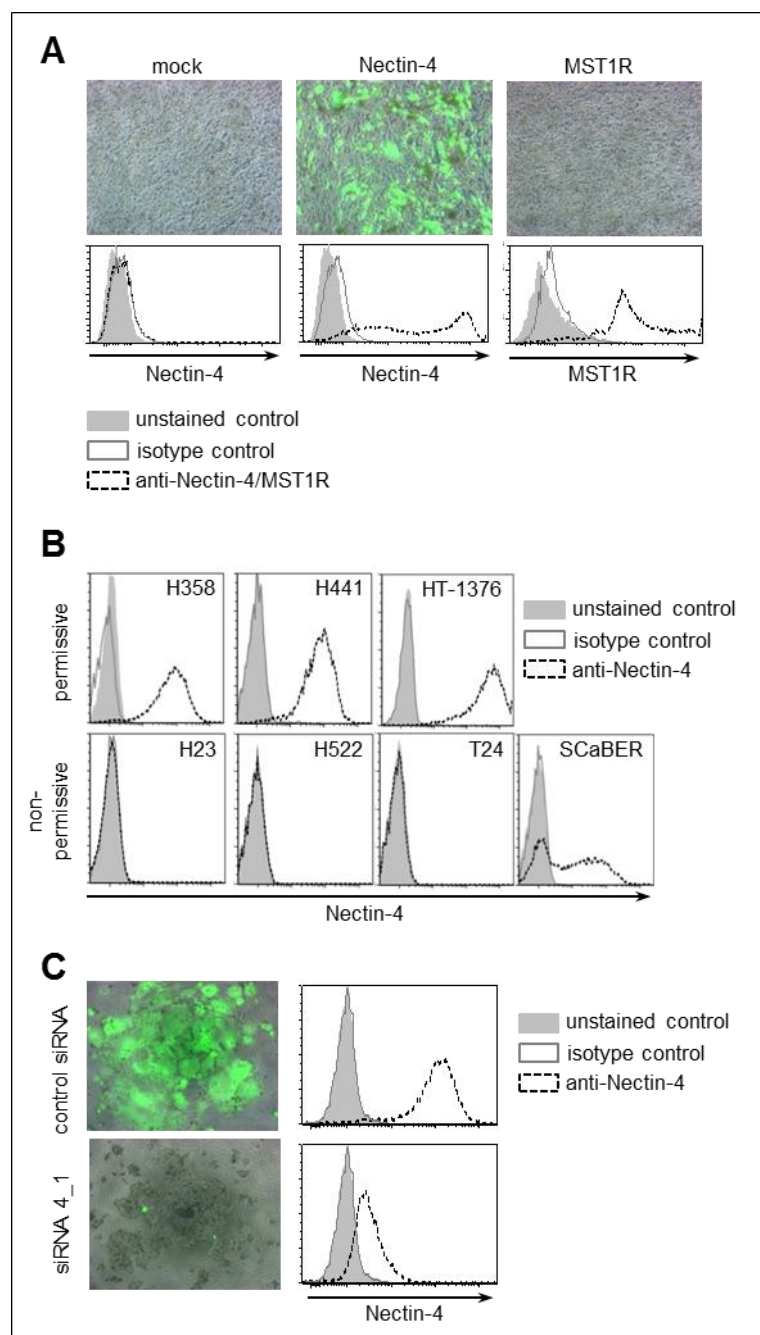 A
mock
Nectin-4
MST1R
Nectin-4
Nectin-4
MST1R
unstained control
isotype control
anti-Nectin-4/MST1R
B
permissive
H358
H441
HT-1376
unstained control
isotype control
anti-Nectin-4
non-
permissive
H23
H522
T24
SCaBER
Nectin-4
C
control siRNA
unstained control
isotype control
anti-Nectin-4
siRNA 4_1
Nectin-4